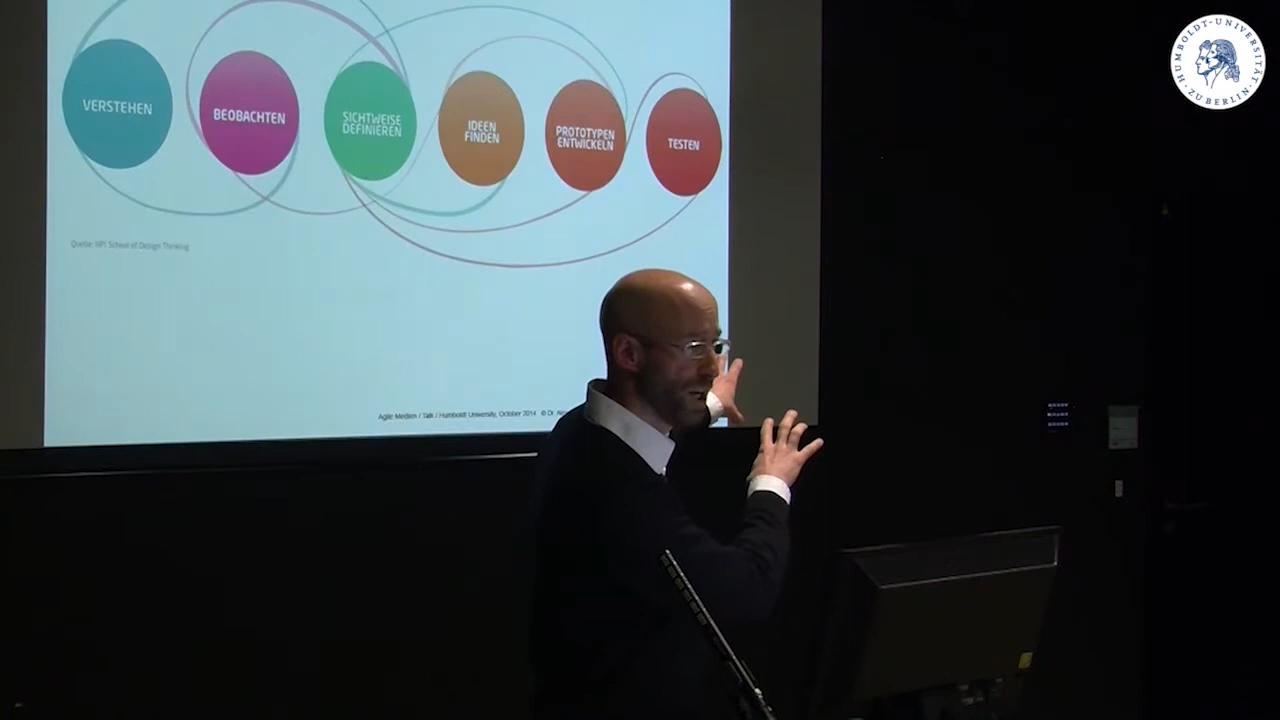 HUMBOLDT-UNIVERSITÄT
ZU BERLIN
VERSTEHEN
BEOBACHTEN
SICHTWEISE
DEFINIEREN
IDEEN
FINDEN
PROTOTYPEN
ENTWICKELN
TESTEN
Quelle: HPI School of Design Thinking
Agile Medien / Talk / Humboldt University, October 2014 © Dr.